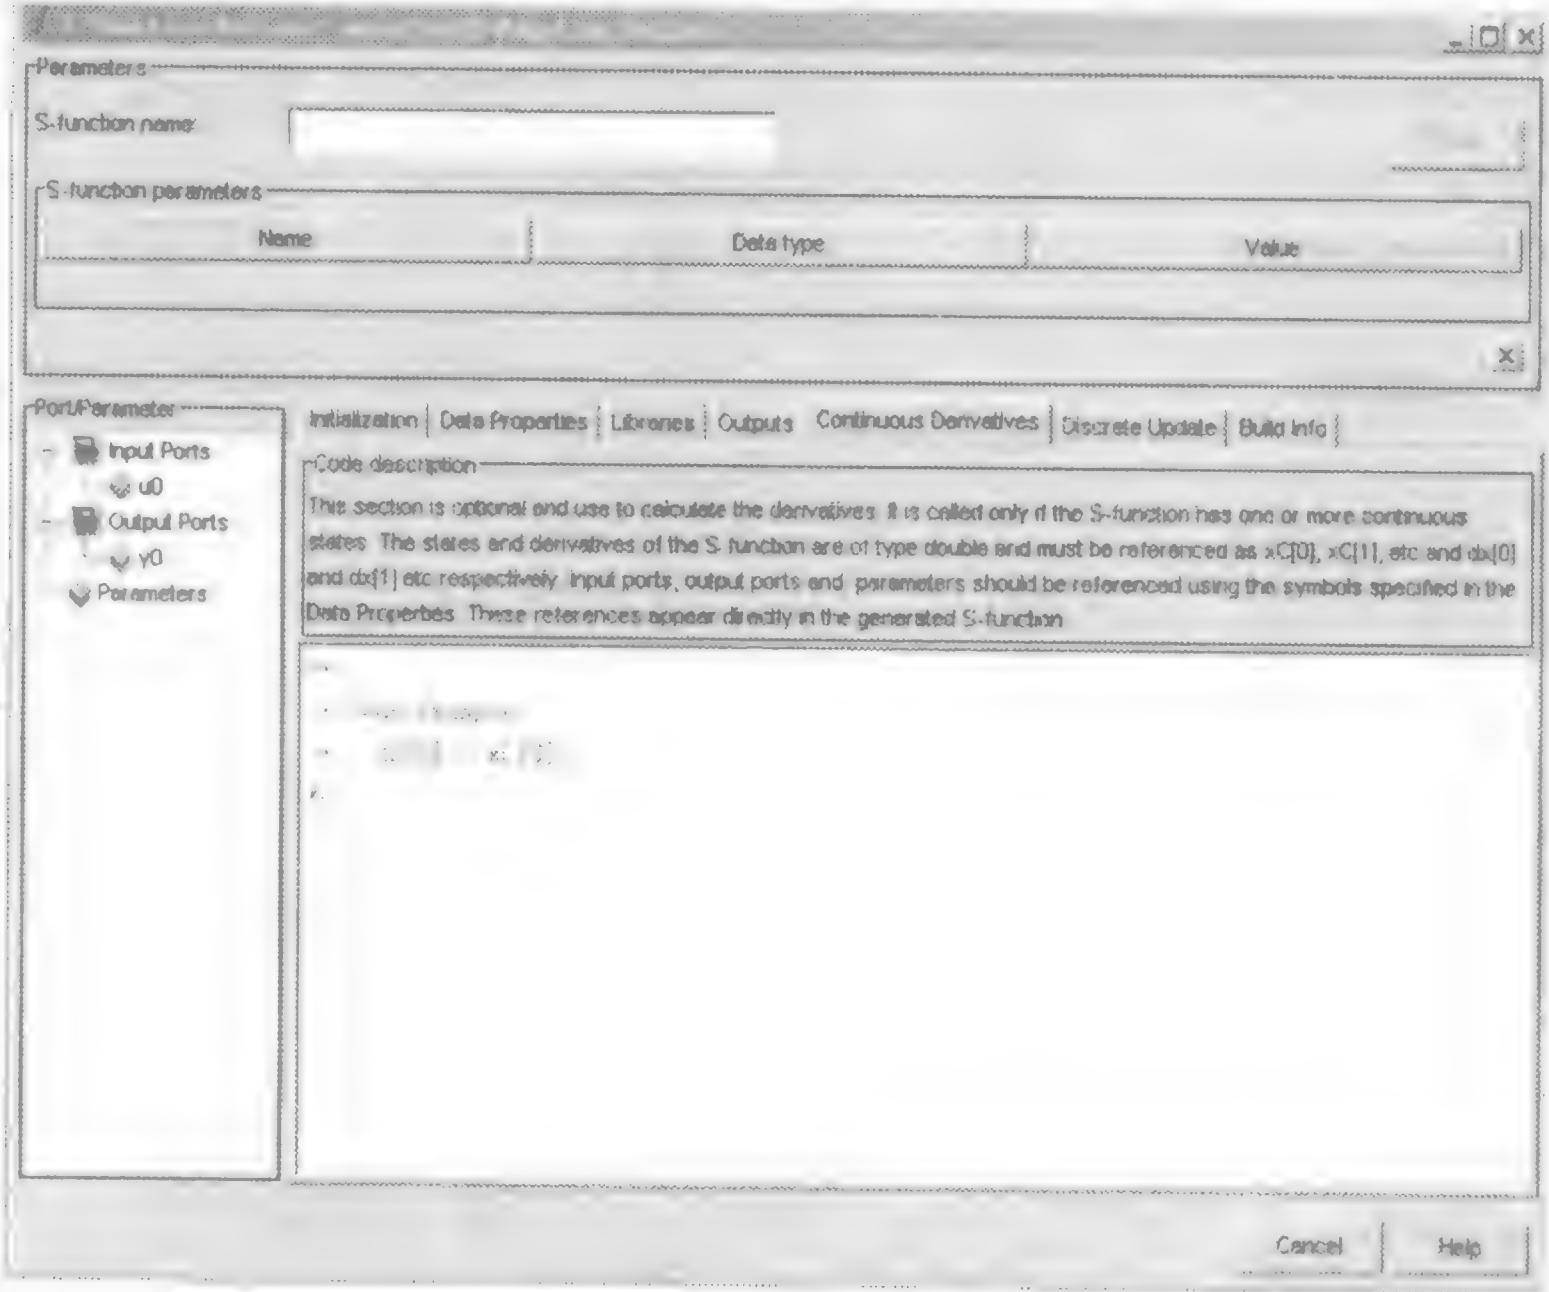 Parameters
S-function name:
S-function parameters
Name
Data type
Value
Port/Parameter
Input Ports
u0
Output Ports
y0
Parameters
Initialization
Data Properties
Libraries
Outputs
Continuous Derivatives
Discrete Update
Build Info
Code description
This section is optional and use to calculate the derivatives. It is called only if the S-function has one or more continuous
states. The states and derivatives of the S-function are of type double and must be referenced as xC[0], xC[1], etc and dx[0]
and dx[1] etc respectively. Input ports, output ports and parameters should be referenced using the symbols specified in the
Data Properties. These references appear directly in the generated S-function.
Cancel
Help